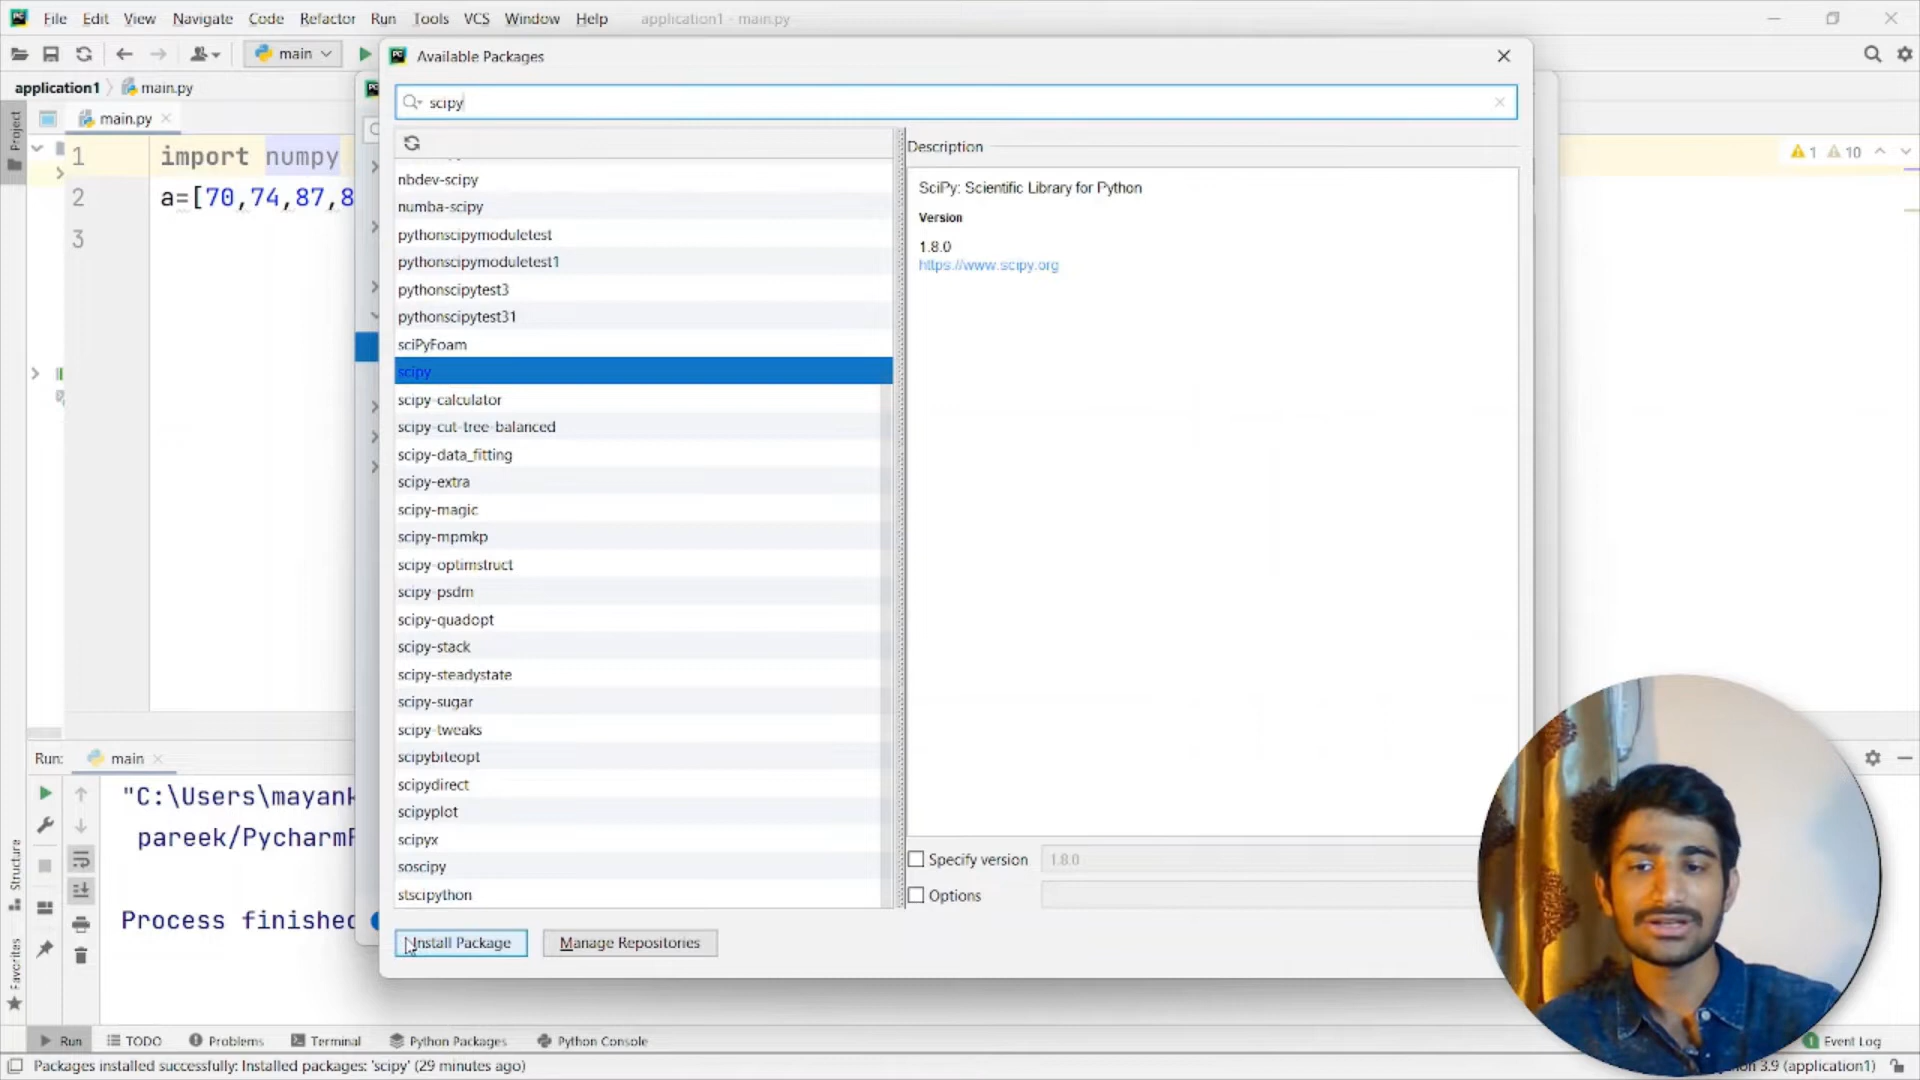 File Edit View Navigate Code Refactor Run Tools VCS Window Help application1 - main.py
main
Available Packages
application1 main.py
scipy
Project
main.py
1 import numpy
2 a=[70,74,87,8
3
1 10
Description
SciPy: Scientific Library for Python
Version
1.8.0
https://www.scipy.org
nbdev-scipy
numba-scipy
pythonscipymoduletest
pythonscipymoduletest1
pythonscipytest3
pythonscipytest31
sciPyFoam
scipy
scipy-calculator
scipy-cut-tree-balanced
scipy-data_fitting
scipy-extra
scipy-magic
scipy-mpmkp
scipy-optimstruct
scipy-psdm
scipy-quadopt
scipy-stack
scipy-steadystate
scipy-sugar
scipy-tweaks
scipybiteopt
scipydirect
scipyplot
scipyx
soscipy
stscipython
Specify version 1.8.0
Options
Install Package Manage Repositories
Run: main
"C:\Users\mayank
pareek/PycharmP
Process finished
Structure
Favorites
Run TODO Problems Terminal Python Packages Python Console 1 Event Log
Packages installed successfully: Installed packages: 'scipy' (29 minutes ago) 3.9 (application1)